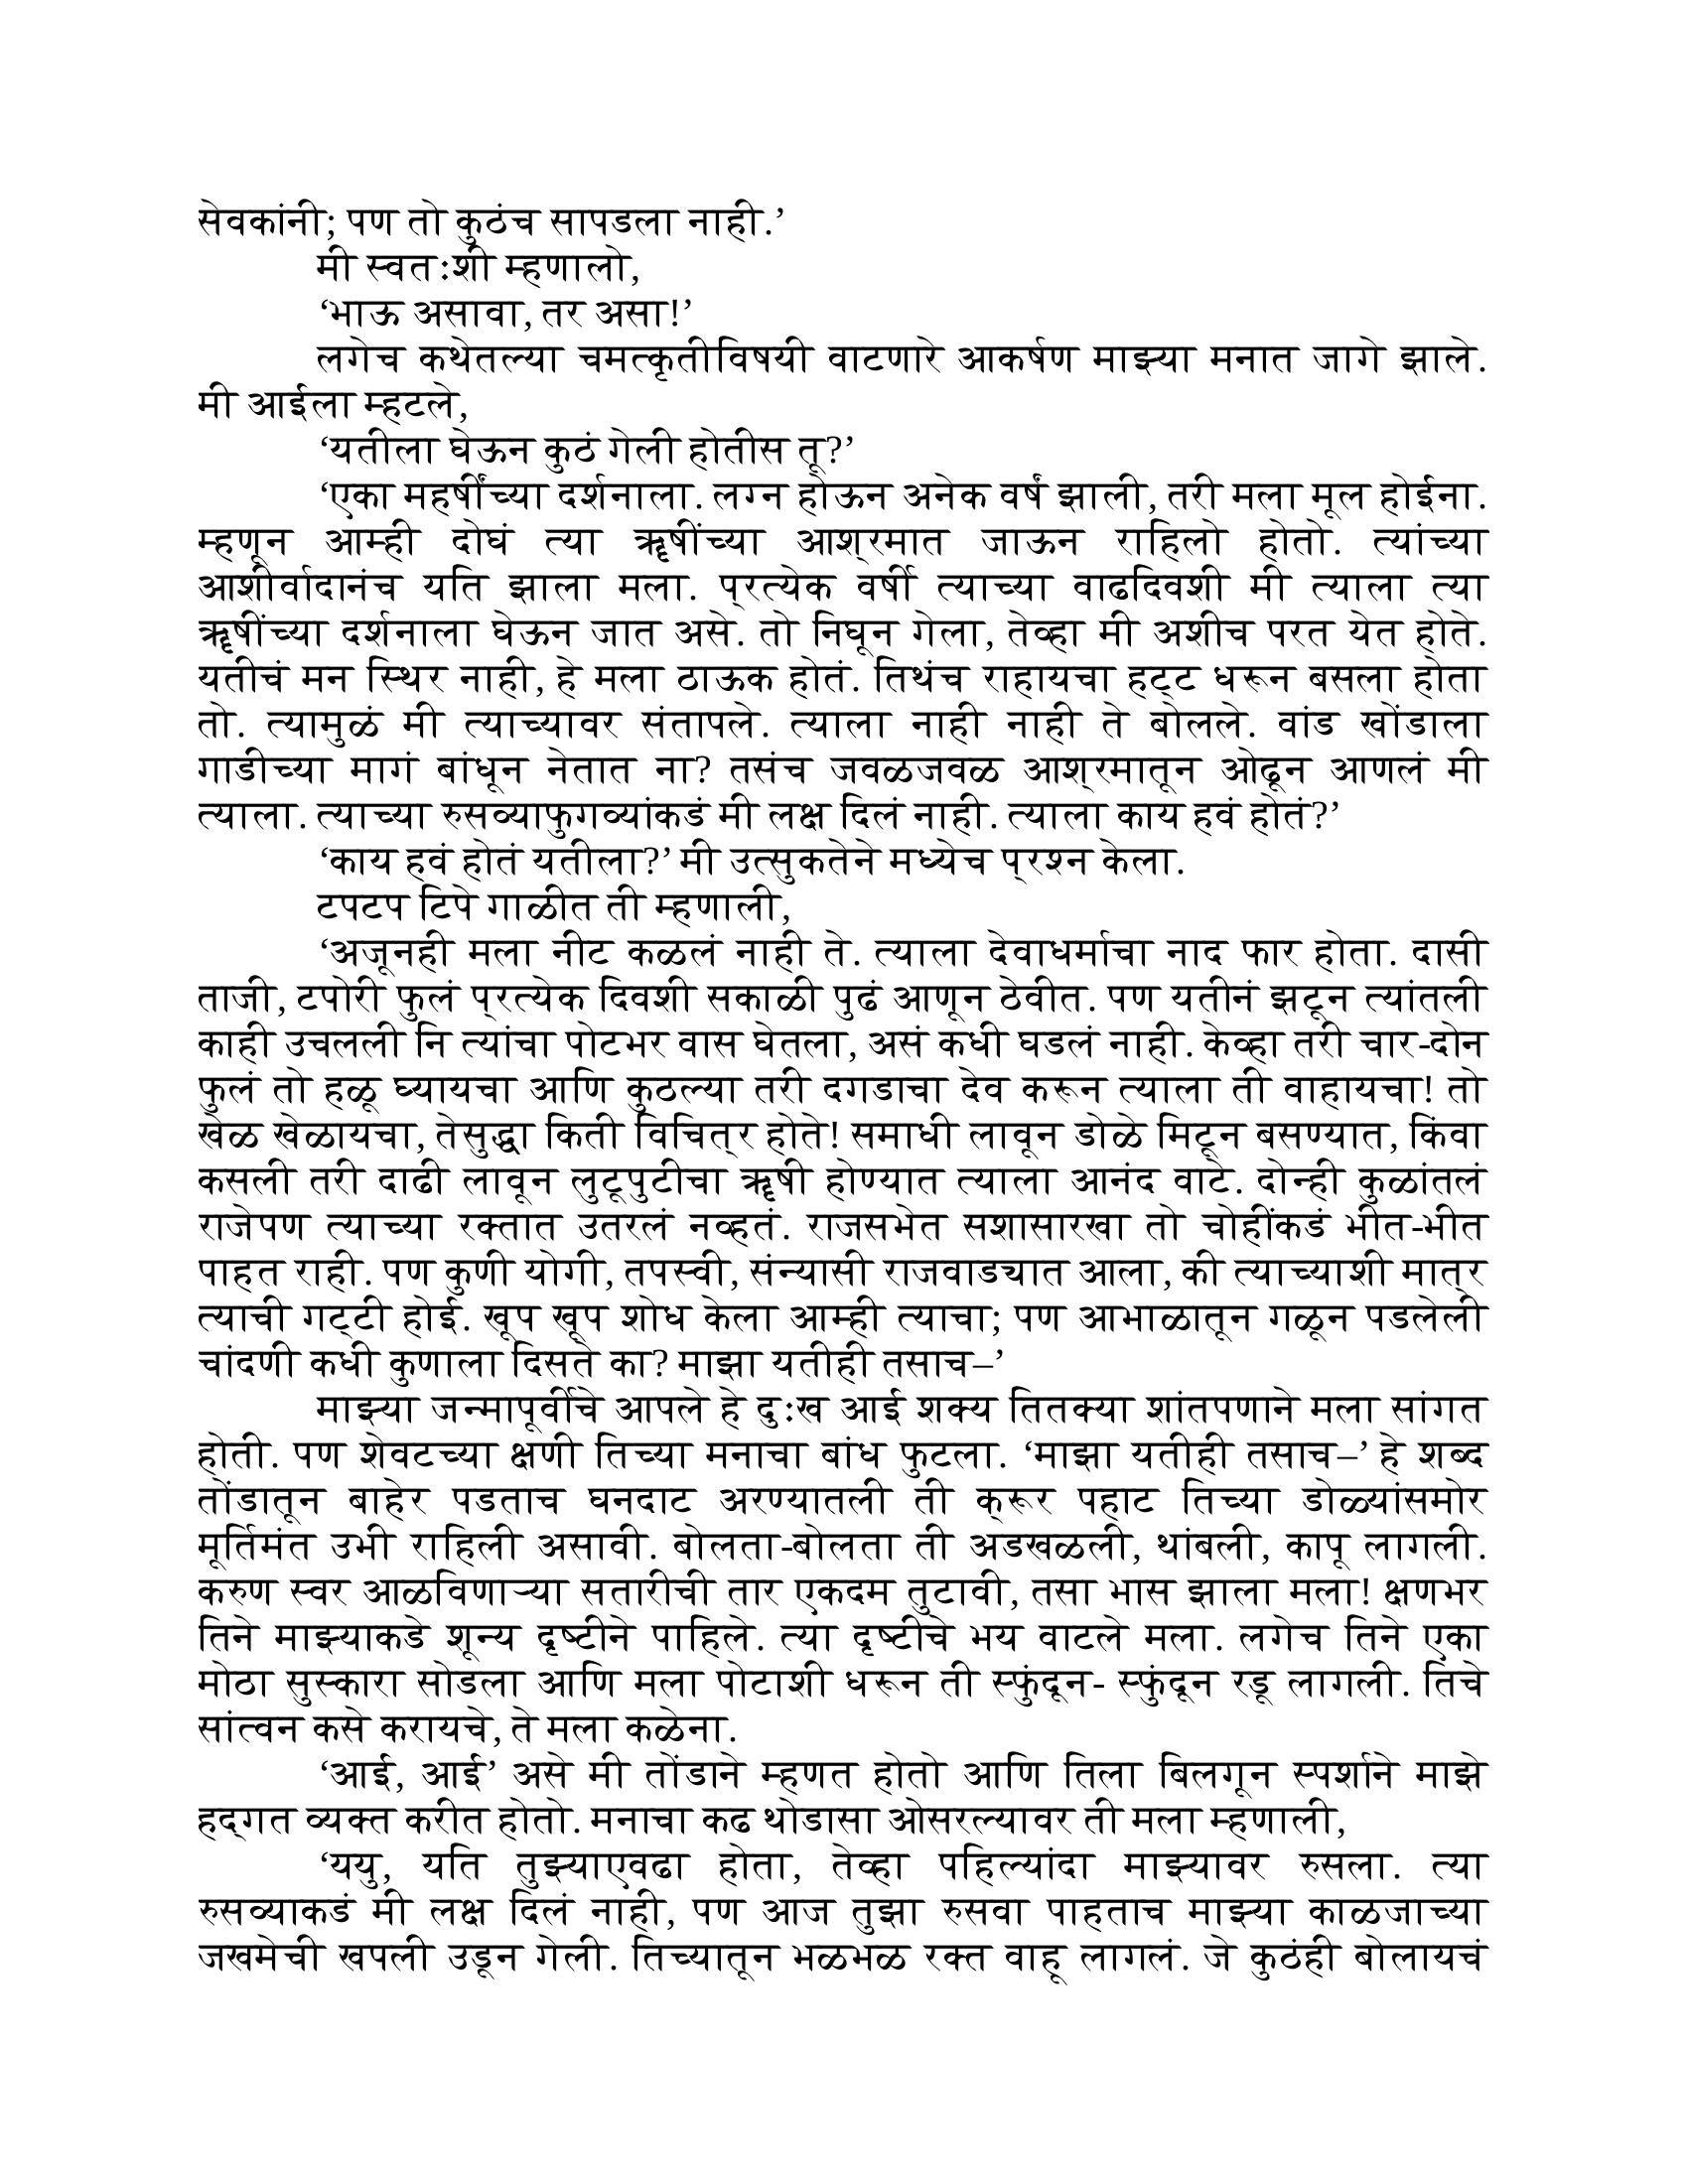 सेवकांनी; पण तो कुठंच सापडला नाही.’
मी स्वतःशी म्हणालो,
‘भाऊ असावा, तर असा!’
लगेच कथेतल्या चमत्कृतीविषयी वाटणारे आकर्षण माझ्या मनात जागे झाले.
मी आईला म्हटले,
‘यतीला घेऊन कुठं गेली होतीस तू?’
‘एका महर्षींच्या दर्शनाला. लग्न होऊन अनेक वर्षं झाली, तरी मला मूल होईना.
म्हणून आम्ही दोघं त्या ॠषींच्या आश्‍रमात जाऊन राहिलो होतो. त्यांच्या
आशीर्वादानंच यति झाला मला. प्‍रत्येक वर्षी त्याच्या वाढदिवशी मी त्याला त्या
ॠषींच्या दर्शनाला घेऊन जात असे. तो निघून गेला, तेव्हा मी अशीच परत येत होते.
यतीचं मन स्थिर नाही, हे मला ठाऊक होतं. तिथंच राहायचा हट्‍ट धरून बसला होता
तो. त्यामुळं मी त्याच्यावर संतापले. त्याला नाही नाही ते बोलले. वांड खोंडाला
गाडीच्या मागं बांधून नेतात ना? तसंच जवळजवळ आश्‍रमातून ओढून आणलं मी
त्याला. त्याच्या रुसव्याफुगव्यांकडं मी लक्ष दिलं नाही. त्याला काय हवं होतं?’
‘काय हवं होतं यतीला?’ मी उत्सुकतेने मध्येच प्‍रश्न केला.
टपटप टिपे गाळीत ती म्हणाली,
‘अजूनही मला नीट कळलं नाही ते. त्याला देवाधर्माचा नाद फार होता. दासी
ताजी, टपोरी फुलं प्‍रत्येक दिवशी सकाळी पुढं आणून ठेवीत. पण यतीनं झटून त्यांतली
काही उचलली नि त्यांचा पोटभर वास घेतला, असं कधी घडलं नाही. केव्हा तरी चार-दोन
फुलं तो हळू घ्यायचा आणि कुठल्या तरी दगडाचा देव करून त्याला ती वाहायचा! तो
खेळ खेळायचा, तेसुद्धा किती विचित्‍र होते! समाधी लावून डोळे मिटून बसण्यात, किंवा
कसली तरी दाढी लावून लुटूपुटीचा ॠषी होण्यात त्याला आनंद वाटे. दोन्ही कुळांतलं
राजेपण त्याच्या रक्तात उतरलं नव्हतं. राजसभेत सशासारखा तो चोहींकडं भीत-भीत
पाहत राही. पण कुणी योगी, तपस्वी, संन्यासी राजवाड्यात आला, की त्याच्याशी मात्‍र
त्याची गट्‍टी होई. खूप खूप शोध केला आम्ही त्याचा; पण आभाळातून गळून पडलेली
चांदणी कधी कुणाला दिसते का? माझा यतीही तसाच–’
माझ्या जन्मापूर्वीचे आपले हे दुःख आई शक्य तितक्या शांतपणाने मला सांगत
होती. पण शेवटच्या क्षणी तिच्या मनाचा बांध फुटला. ‘माझा यतीही तसाच–’ हे शब्द
तोंडातून बाहेर पडताच घनदाट अरण्यातली ती क्‍रूर पहाट तिच्या डोळ्यांसमोर
मूर्तिमंत उभी राहिली असावी. बोलता-बोलता ती अडखळली, थांबली, कापू लागली.
करुण स्वर आळविणाऱ्या सतारीची तार एकदम तुटावी, तसा भास झाला मला! क्षणभर
तिने माझ्याकडे शून्य दृष्टीने पाहिले. त्या दृष्टीचे भय वाटले मला. लगेच तिने एका
मोठा सुस्कारा सोडला आणि मला पोटाशी धरून ती स्फुंदून- स्फुंदून रडू लागली. तिचे
सांत्वन कसे करायचे, ते मला कळेना.
‘आई, आई’ असे मी तोंडाने म्हणत होतो आणि तिला बिलगून स्पर्शाने माझे
हद्‍गत व्यक्त करीत होतो. मनाचा कढ थोडासा ओसरल्यावर ती मला म्हणाली,
‘ययु, यति तुझ्याएवढा होता, तेव्हा पहिल्यांदा माझ्यावर रुसला. त्या
रुसव्याकडं मी लक्ष दिलं नाही, पण आज तुझा रुसवा पाहताच माझ्या काळजाच्या
जखमेची खपली उडून गेली. तिच्यातून भळभळ रक्त वाहू लागलं. जे कुठंही बोलायचं